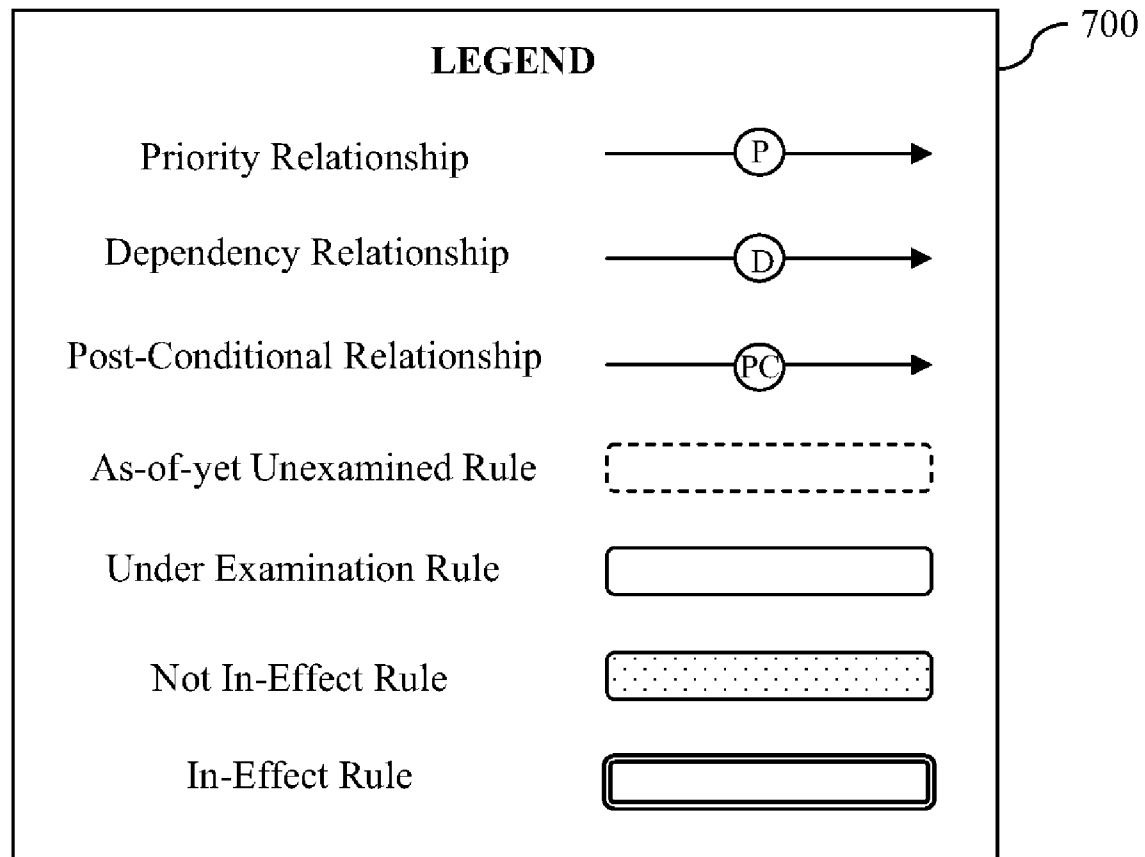 700
LEGEND
Priority Relationship P
Dependency Relationship D
Post-Conditional Relationship PC
As-of-yet Unexamined Rule
Under Examination Rule
Not In-Effect Rule
In-Effect Rule